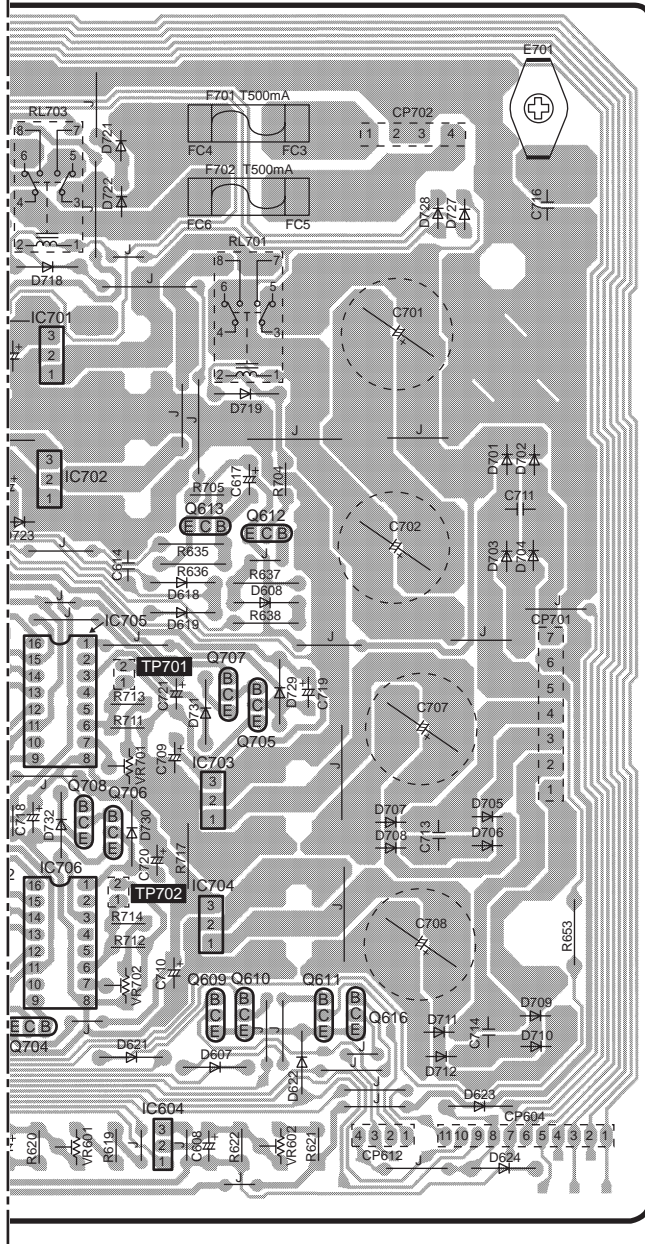 E701
F701 T500mA
RL703
CP702
8 7
D721
1 2 3 4
FC4 FC3
6 5
F702 T500mA
D722
4 3
D728
D727
C716
FC6 FC5
RL701
2 1
J
8 7
D718
J
6 5
IC701
C701
3
2
1
4 3
2 1
D719
J
J
J
J
D701
D702
IC702
3
2
1
R705
C617
R704
C711
Q613
Q612
E C B
E C B
C702
D723
J
R635
J
D703
D704
C614
R636
R637
D618
D608
D619
R638
J
CP701
IC705
J
J
J
7
6
5
4
3
2
1
16 1
15 2
14 3
13 4
12 5
11 6
10 7
9 8
2
1
TP701
Q707
B
C
E
R713
C721
D731
D729
C719
B
C
E
R711
Q705
C707
C709
VR701
IC703
3
2
1
J
Q708
Q706
C718
D732
B
C
E
B
C
E
D730
D707
D705
D708
C713
D706
C720
R717
IC706
IC704
16 1
15 2
14 3
13 4
12 5
11 6
10 7
9 8
2
1
TP702
R714
3
2
1
J
C708
R653
R712
C710
VR702
Q609
Q610
Q611
B
C
E
B
C
E
B
C
E
B
C
E
Q616
D711
C714
D709
D710
D712
E C B
Q704
J
D621
D607
J
J
D622
J
J
J
J
D623
IC604
CP604
3
2
1
R620
VR601
R619
J
C608
R622
VR602
R621
4 3 2 1
11 10 9 8 7 6 5 4 3 2 1
CP612
D624
J
J